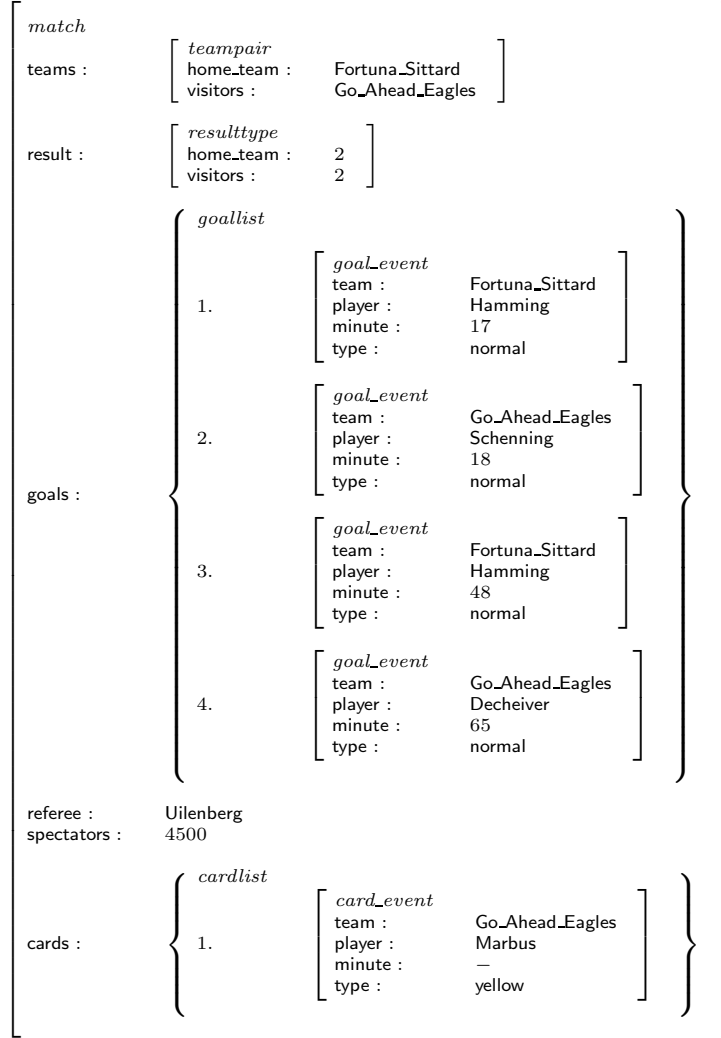 match
teampair
teams : home_team : Fortuna_Sittard
visitors : Go_Ahead_Eagles
resulttype
result : home_team : 2
visitors : 2
goallist
goal_event
team : Fortuna_Sittard
1. player : Hamming
minute : 17
type : normal
goal_event
team : Go_Ahead_Eagles
2. player : Schenning
minute : 18
type : normal
goals :
goal_event
team : Fortuna_Sittard
3. player : Hamming
minute : 48
type : normal
goal_event
team : Go_Ahead_Eagles
4. player : Decheiver
minute : 65
type : normal
referee : Uilenberg
spectators : 4500
cardlist
card_event
team : Go_Ahead_Eagles
cards : 1. player : Marbus
minute : −
type : yellow